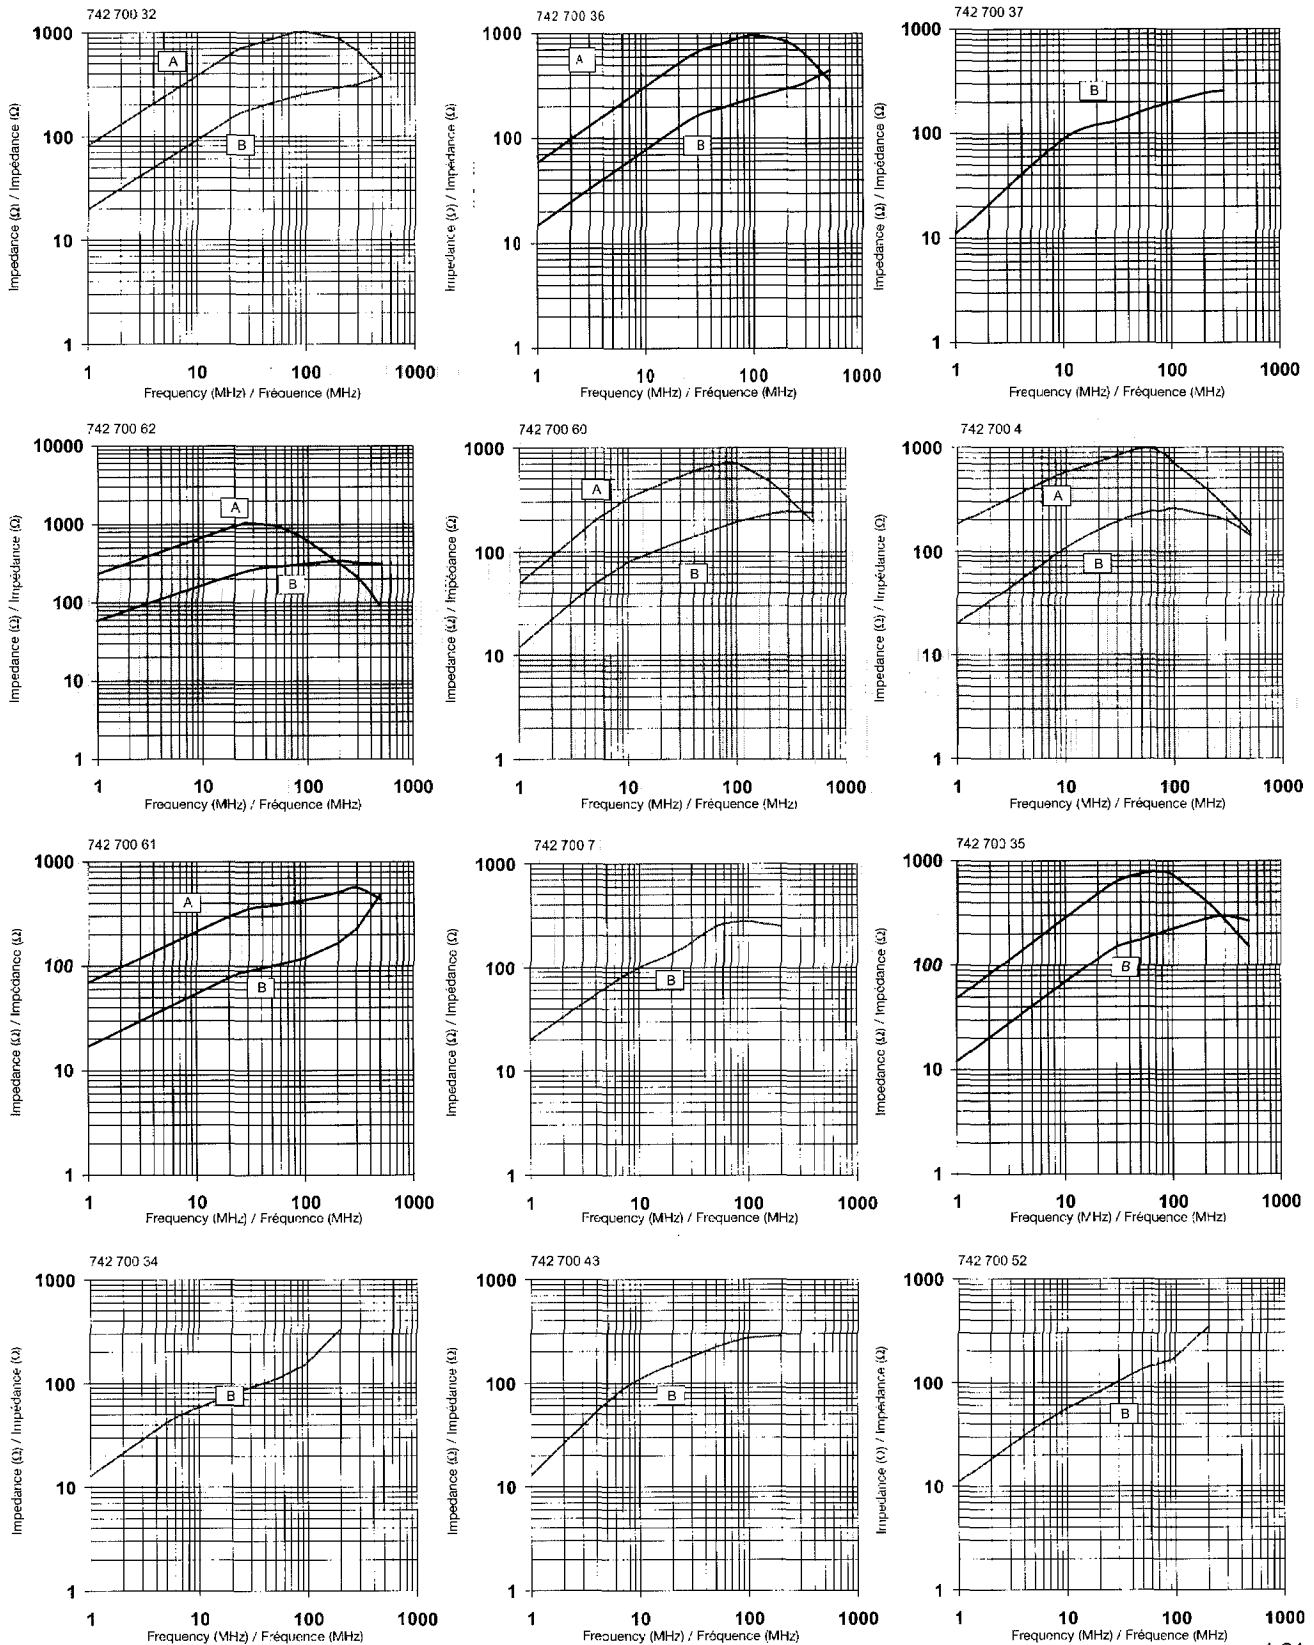 742 700 32
1000
100
10
1
A
B
Impedance (Ω) / Impédance (Ω)
1 10 100 1000
Frequency (MHz) / Fréquence (MHz)
742 700 36
1000
100
10
1
A
B
Impedance (Ω) / Impédance (Ω)
1 10 100 1000
Frequency (MHz) / Fréquence (MHz)
742 700 37
1000
100
10
1
B
Impedance (Ω) / Impédance (Ω)
1 10 100 1000
Frequency (MHz) / Fréquence (MHz)
742 700 62
10000
1000
100
10
1
A
B
Impedance (Ω) / Impédance (Ω)
1 10 100 1000
Frequency (MHz) / Fréquence (MHz)
742 700 60
1000
100
10
1
A
B
Impedance (Ω) / Impédance (Ω)
1 10 100 1000
Frequency (MHz) / Fréquence (MHz)
742 700 4
1000
100
10
1
A
B
Impedance (Ω) / Impédance (Ω)
1 10 100 1000
Frequency (MHz) / Fréquence (MHz)
742 700 61
1000
100
10
1
A
B
Impedance (Ω) / Impédance (Ω)
1 10 100 1000
Frequency (MHz) / Fréquence (MHz)
742 700 7
1000
100
10
1
B
Impedance (Ω) / Impédance (Ω)
1 10 100 1000
Frequency (MHz) / Fréquence (MHz)
742 700 35
1000
100
10
1
B
Impedance (Ω) / Impédance (Ω)
1 10 100 1000
Frequency (MHz) / Fréquence (MHz)
742 700 34
1000
100
10
1
B
Impedance (Ω) / Impédance (Ω)
1 10 100 1000
Frequency (MHz) / Fréquence (MHz)
742 700 43
1000
100
10
1
B
Impedance (Ω) / Impédance (Ω)
1 10 100 1000
Frequency (MHz) / Fréquence (MHz)
742 700 52
1000
100
10
1
B
Impedance (Ω) / Impédance (Ω)
1 10 100 1000
Frequency (MHz) / Fréquence (MHz)